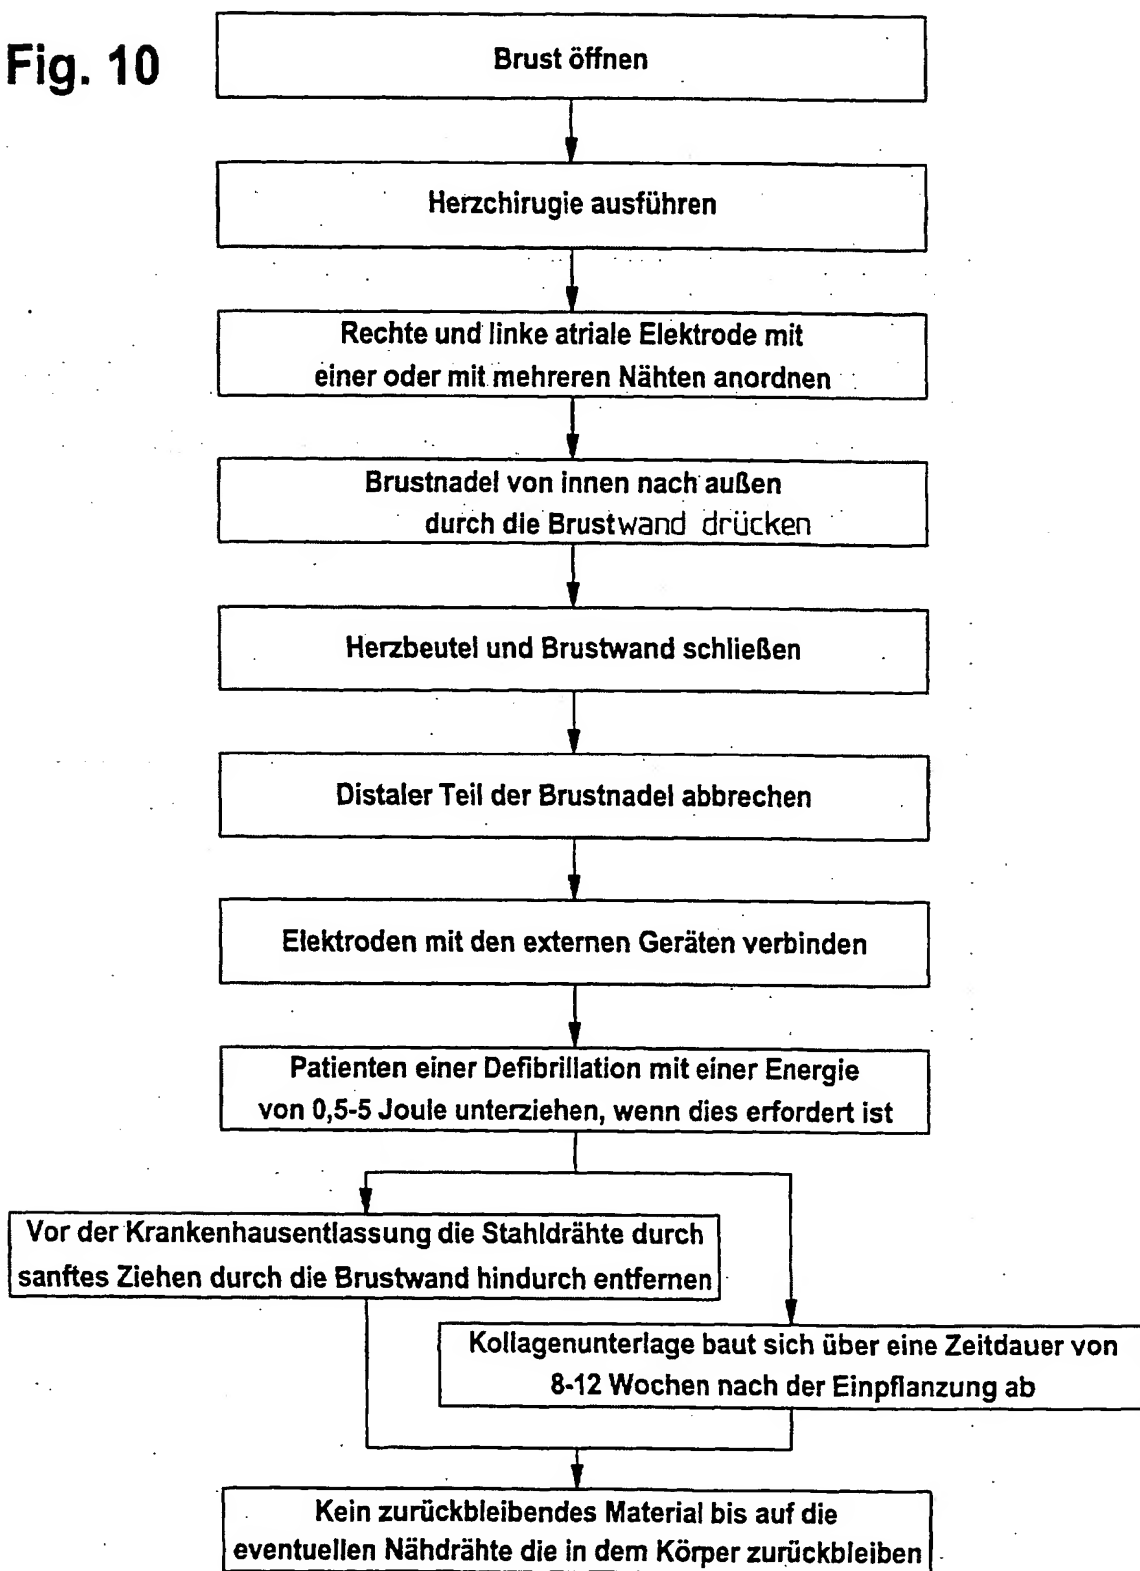 Fig. 10
Brust öffnen
Herzchirugie ausführen
Rechte und linke atriale Elektrode mit
einer oder mit mehreren Nähten anordnen
Brustnadel von innen nach außen
durch die Brustwand drücken
Herzbeutel und Brustwand schließen
Distaler Teil der Brustnadel abbrechen
Elektroden mit den externen Geräten verbinden
Patienten einer Defibrillation mit einer Energie
von 0,5-5 Joule unterziehen, wenn dies erfordert ist
Vor der Krankenhausentlassung die Stahldrähte durch
sanftes Ziehen durch die Brustwand hindurch entfernen
Kollagenunterlage baut sich über eine Zeitdauer von
8-12 Wochen nach der Einpflanzung ab
Kein zurückbleibendes Material bis auf die
eventuellen Nähdrähte die in dem Körper zurückbleiben